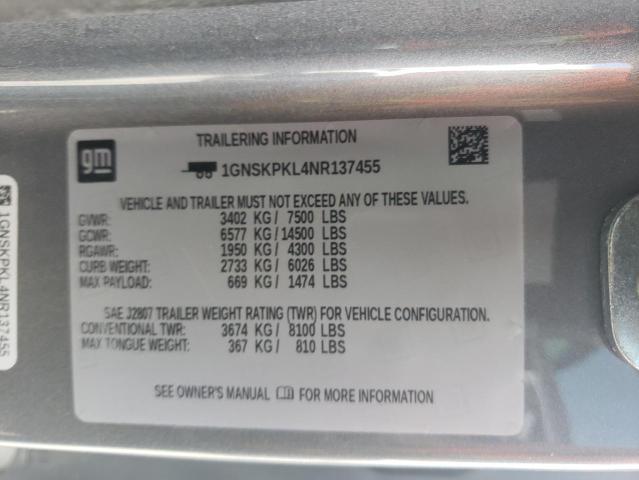 gm
TRAILERING INFORMATION
1GNSKPKL4NR137455
VEHICLE AND TRAILER MUST NOT EXCEED ANY OF THESE VALUES.
GVWR: 3402 KG / 7500 LBS
GCWR: 6577 KG / 14500 LBS
RGAWR: 1950 KG / 4300 LBS
CURB WEIGHT: 2733 KG / 6026 LBS
MAX PAYLOAD: 669 KG / 1474 LBS
SAE J2807 TRAILER WEIGHT RATING (TWR) FOR VEHICLE CONFIGURATION.
CONVENTIONAL TWR: 3674 KG / 8100 LBS
MAX TONGUE WEIGHT: 367 KG / 810 LBS
SEE OWNER'S MANUAL FOR MORE INFORMATION
1GNSKPKL4NR137455